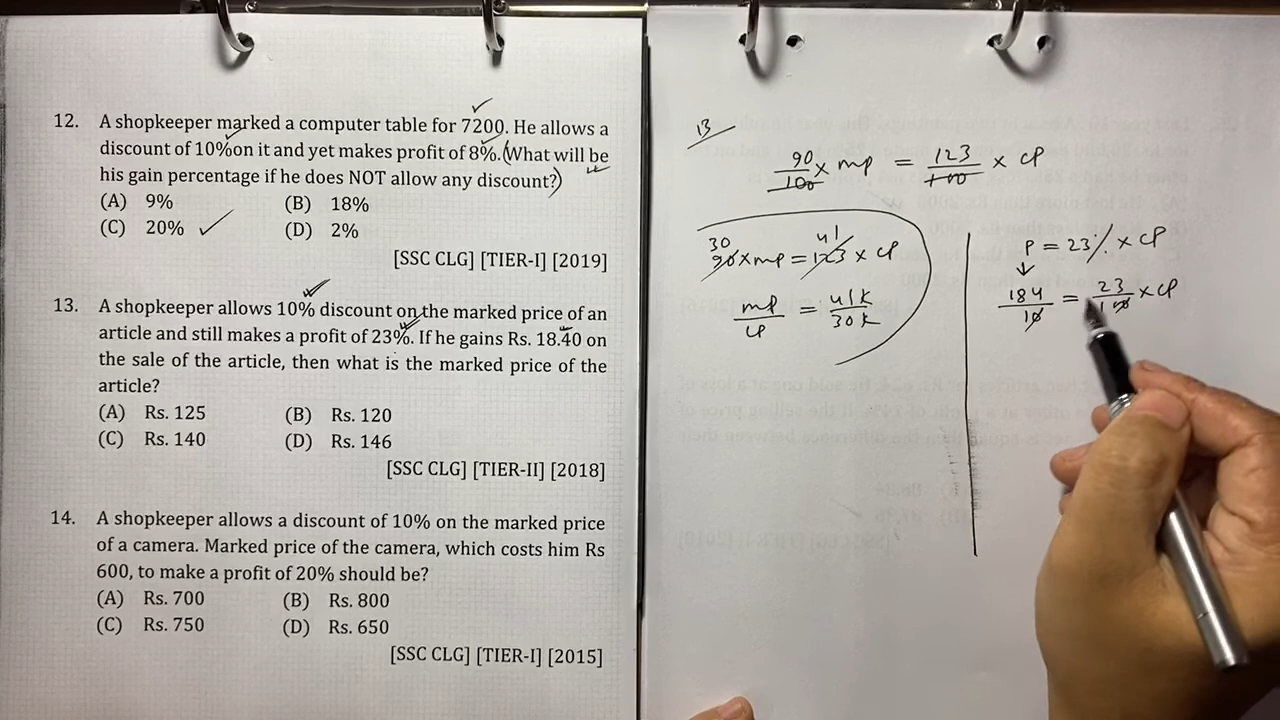 12. A shopkeeper marked a computer table for 7200. He allows a
discount of 10%on it and yet makes profit of 8%. (What will be
his gain percentage if he does NOT allow any discount?)
(A) 9% (B) 18%
(C) 20% (D) 2%
[SSC CLG] [TIER-I] [2019]
13. A shopkeeper allows 10% discount on the marked price of an
article and still makes a profit of 23%. If he gains Rs. 18.40 on
the sale of the article, then what is the marked price of the
article?
(A) Rs. 125 (B) Rs. 120
(C) Rs. 140 (D) Rs. 146
[SSC CLG] [TIER-II] [2018]
14. A shopkeeper allows a discount of 10% on the marked price
of a camera. Marked price of the camera, which costs him Rs
600, to make a profit of 20% should be?
(A) Rs. 700 (B) Rs. 800
(C) Rs. 750 (D) Rs. 650
[SSC CLG] [TIER-I] [2015]
13
90/100 × MP = 123/100 × CP
30 41
90 × MP = 123 × CP
MP/CP = 41K/30K
P = 23% × CP
184/10 = 23/100 × CP